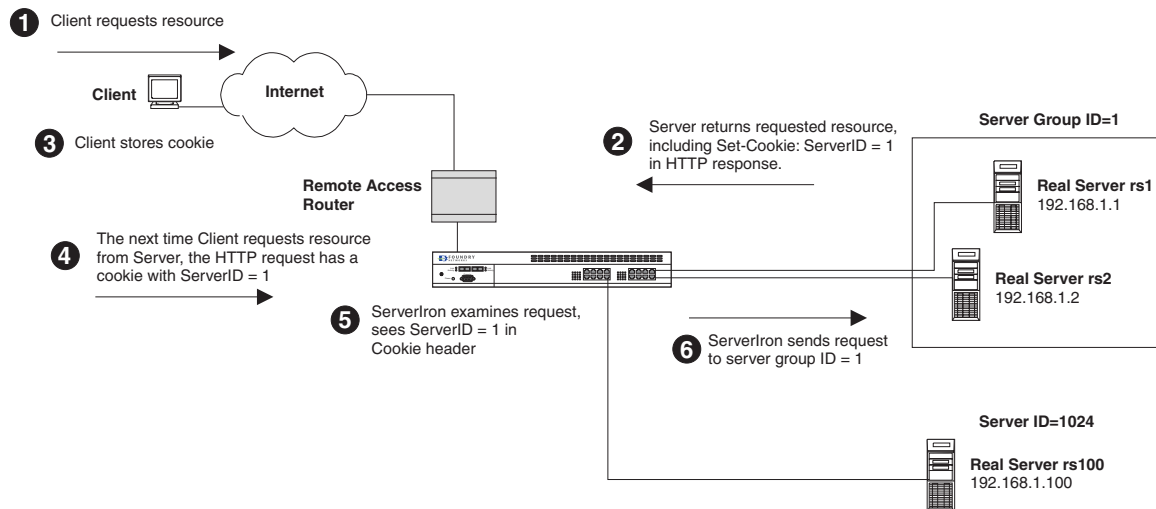 1 Client requests resource
Client
Internet
3 Client stores cookie
2 Server returns requested resource,
including Set-Cookie: ServerID = 1
in HTTP response.
Server Group ID=1
Real Server rs1
192.168.1.1
Remote Access
Router
4 The next time Client requests resource
from Server, the HTTP request has a
cookie with ServerID = 1
FOUNDRY
NETWORKS
Real Server rs2
192.168.1.2
5 ServerIron examines request,
sees ServerID = 1 in
Cookie header
6 ServerIron sends request
to server group ID = 1
Server ID=1024
Real Server rs100
192.168.1.100